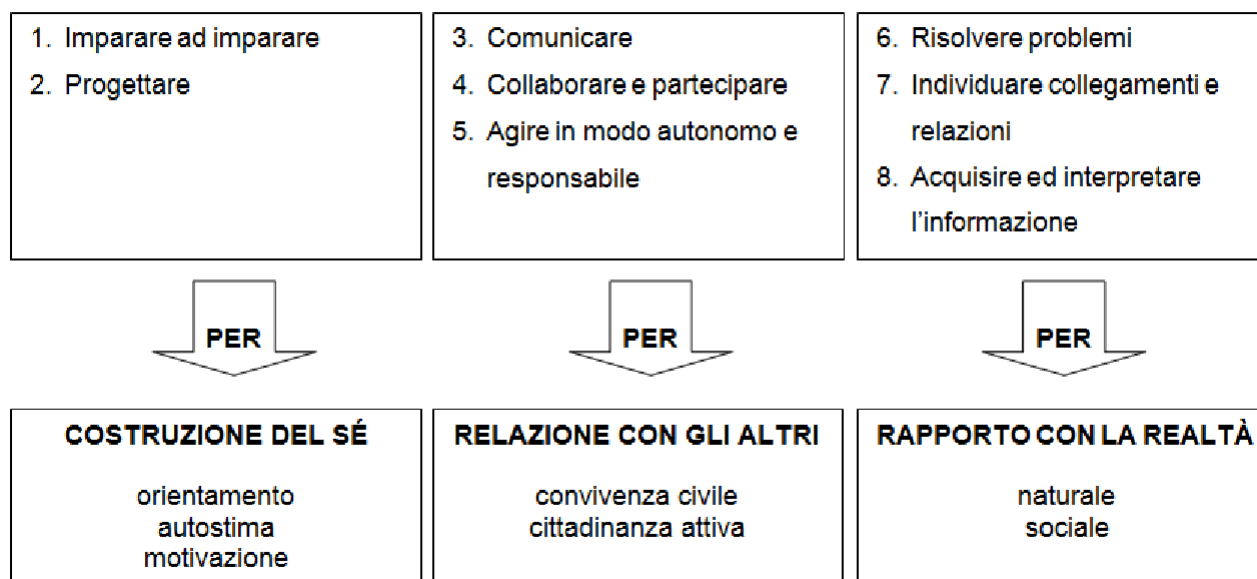 1. Imparare ad imparare
2. Progettare
3. Comunicare
4. Collaborare e partecipare
5. Agire in modo autonomo e
responsabile
6. Risolvere problemi
7. Individuare collegamenti e
relazioni
8. Acquisire ed interpretare
l'informazione
PER
PER
PER
COSTRUZIONE DEL SÉ
orientamento
autostima
motivazione
RELAZIONE CON GLI ALTRI
convivenza civile
cittadinanza attiva
RAPPORTO CON LA REALTÀ
naturale
sociale